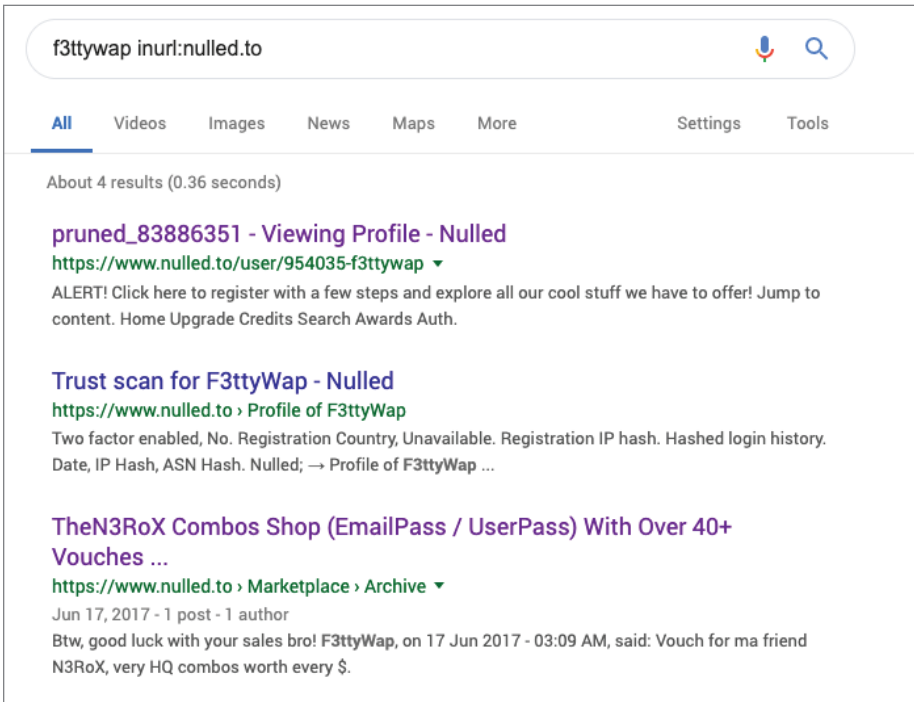 f3ttywap inurl:nulled.to
All Videos Images News Maps More Settings Tools
About 4 results (0.36 seconds)
pruned_83886351 - Viewing Profile - Nulled
https://www.nulled.to/user/954035-f3ttywap
ALERT! Click here to register with a few steps and explore all our cool stuff we have to offer! Jump to
content. Home Upgrade Credits Search Awards Auth.
Trust scan for F3ttyWap - Nulled
https://www.nulled.to › Profile of F3ttyWap
Two factor enabled, No. Registration Country, Unavailable. Registration IP hash. Hashed login history.
Date, IP Hash, ASN Hash. Nulled; → Profile of F3ttyWap ...
TheN3RoX Combos Shop (EmailPass / UserPass) With Over 40+
Vouches ...
https://www.nulled.to › Marketplace › Archive
Jun 17, 2017 - 1 post - 1 author
Btw, good luck with your sales bro! F3ttyWap, on 17 Jun 2017 - 03:09 AM, said: Vouch for ma friend
N3RoX, very HQ combos worth every $.